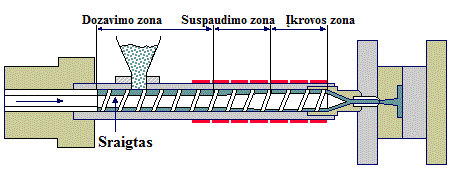 Dozavimo zona
Suspaudimo zona
Įkrovos zona
Sraigtas